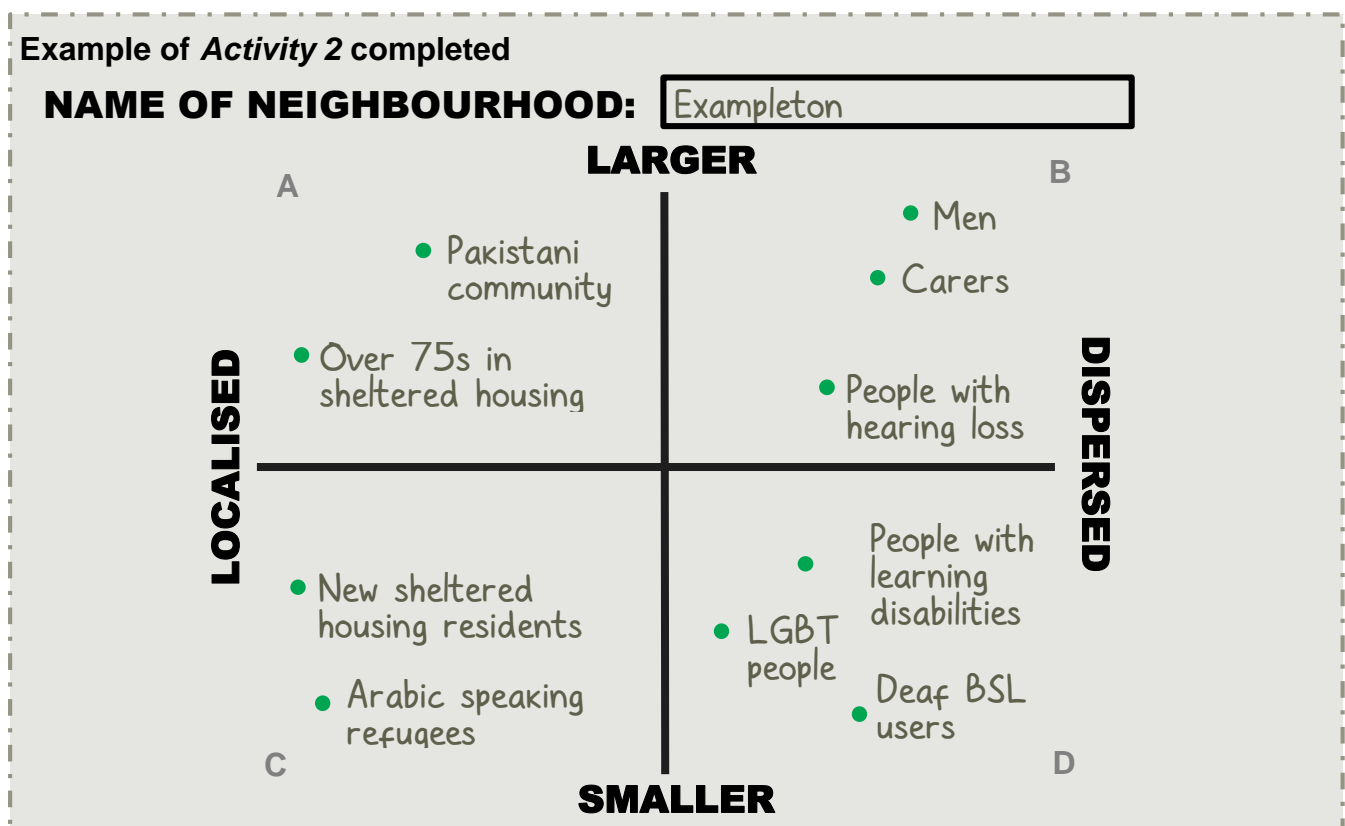 Example of Activity 2 completed
NAME OF NEIGHBOURHOOD: Exampleton
LARGER
A
B
Men
Pakistani
community
Carers
Over 75s in
sheltered housing
People with
hearing loss
LOCALISED
DISPERSED
People with
learning
disabilities
New sheltered
housing residents
LGBT
people
Arabic speaking
refugees
Deaf BSL
users
C
D
SMALLER